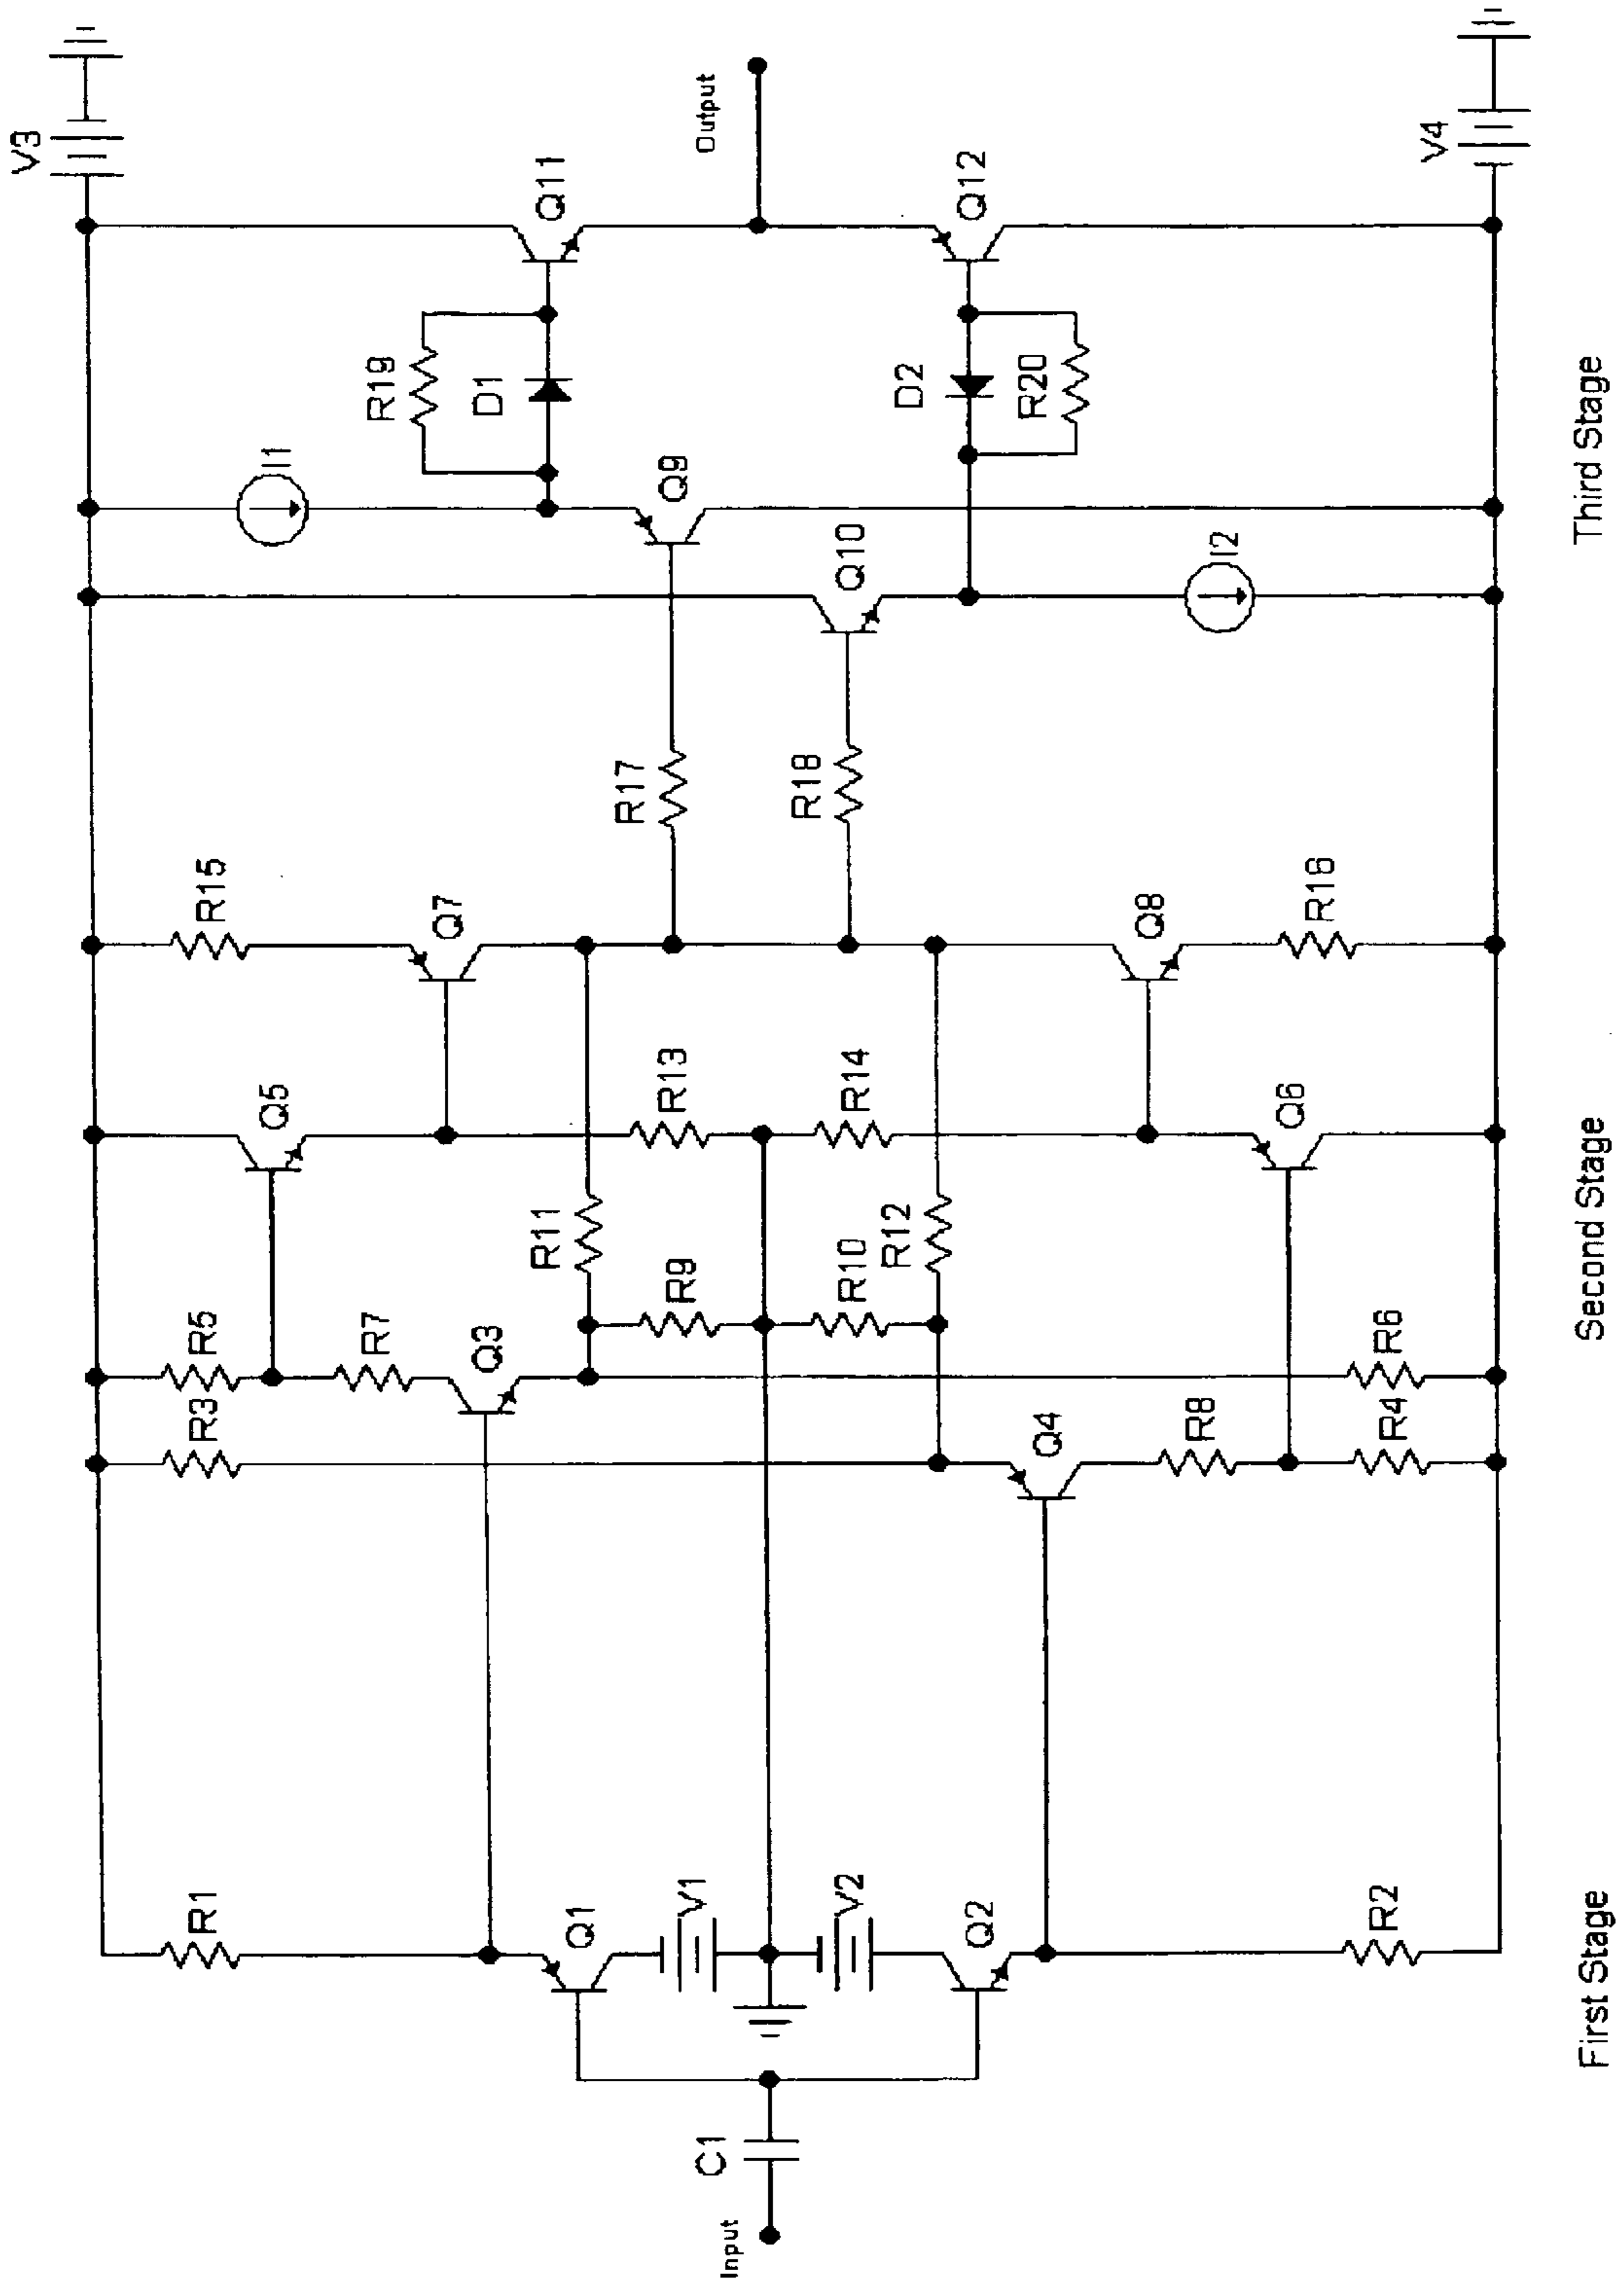 V3
V4
Output
Q11
Q12
R19
D1
D2
R20
I1
Q9
Q10
I2
R17
R18
R15
Q7
Q8
R16
Q5
R13
R14
Q6
R11
R9
R10
R12
R5
R7
Q3
R6
R3
Q4
R8
R4
R1
Q1
V1
V2
Q2
R2
C1
Input
First Stage
Second Stage
Third Stage